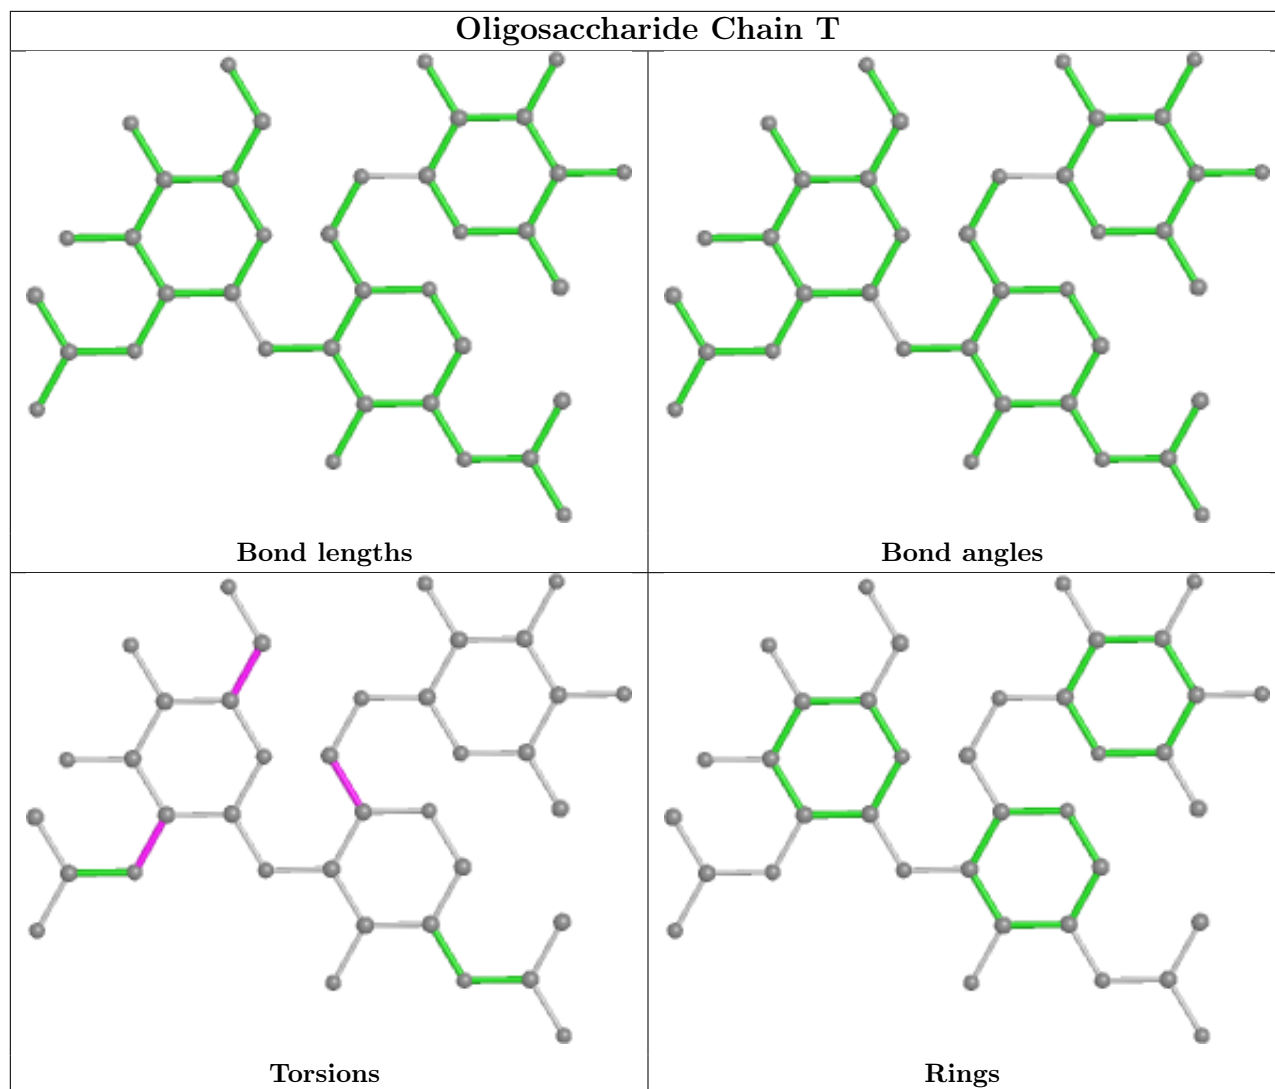 Oligosaccharide Chain T
Bond lengths
Bond angles
Torsions
Rings